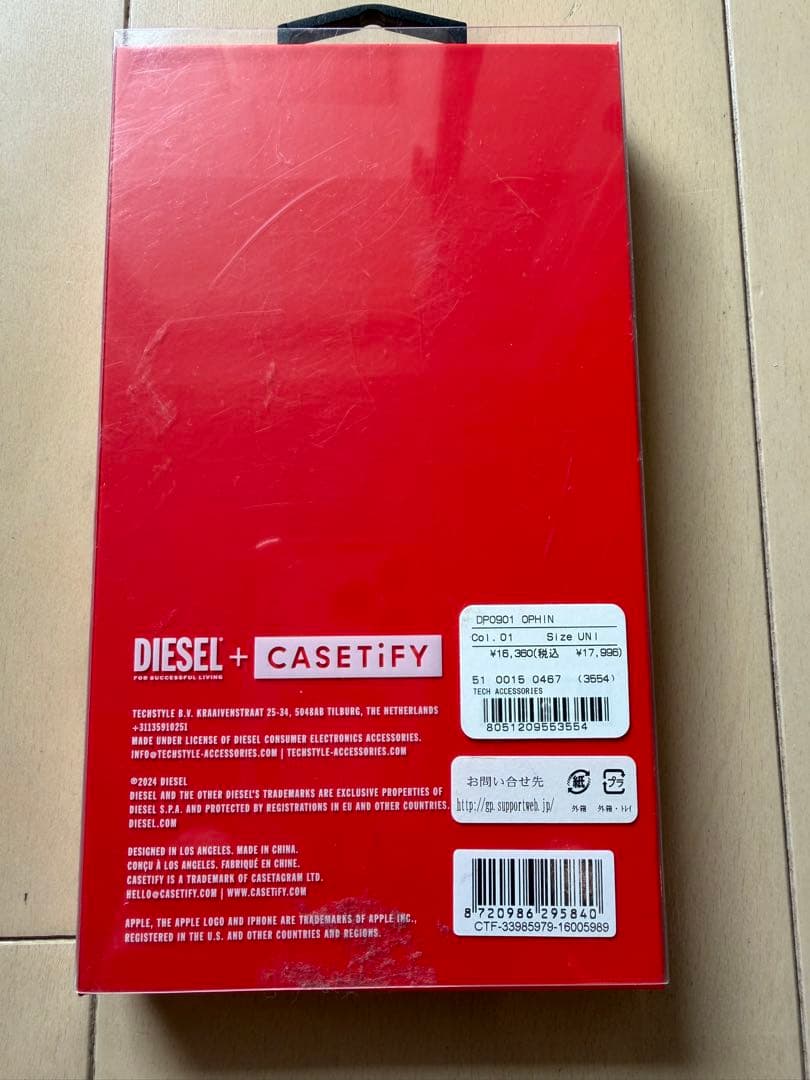 DIESEL + CASETiFY
FOR SUCCESSFUL LIVING
TECHSTYLE B.V. KRAAIVENSTRAAT 25-34, 5048AB TILBURG, THE NETHERLANDS
+31135910251
MADE UNDER LICENSE OF DIESEL CONSUMER ELECTRONICS ACCESSORIES.
INFO@TECHSTYLE-ACCESSORIES.COM | TECHSTYLE-ACCESSORIES.COM
©2024 DIESEL
DIESEL AND THE OTHER DIESEL'S TRADEMARKS ARE EXCLUSIVE PROPERTIES OF
DIESEL S.P.A. AND PROTECTED BY REGISTRATIONS IN EU AND OTHER COUNTRIES.
DIESEL.COM
DESIGNED IN LOS ANGELES. MADE IN CHINA.
CONÇU À LOS ANGELES. FABRIQUÉ EN CHINE.
CASETIFY IS A TRADEMARK OF CASETAGRAM LTD.
HELLO@CASETIFY.COM | WWW.CASETiFY.COM
APPLE, THE APPLE LOGO AND IPHONE ARE TRADEMARKS OF APPLE INC.,
REGISTERED IN THE U.S. AND OTHER COUNTRIES AND REGIONS.
DP0901 OPHIN
Col. 01 Size UNI
¥16,360(税込 ¥17,996)
51 0015 0467 (3554)
TECH ACCESSORIES
8051209553554
お問い合せ先 紙 プラ
http://gp.supportweb.jp/ 外箱 外箱・トレイ
8 720986 295840
CTF-33985979-16005989